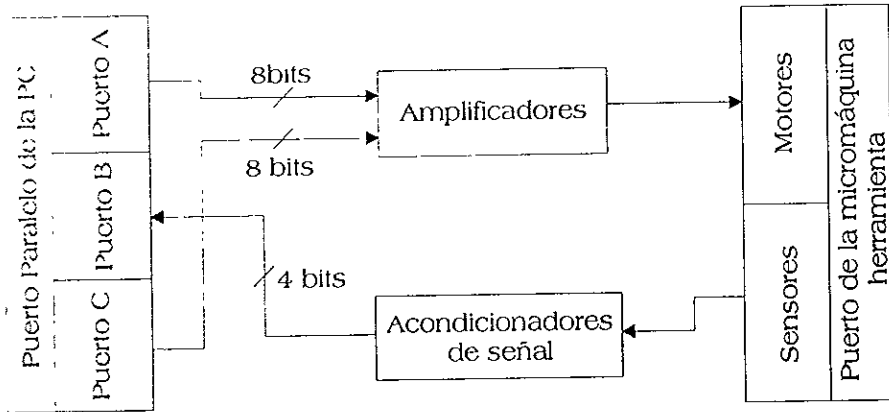 Puerto Paralelo de la PC
Puerto A
Puerto B
Puerto C
8bits
8 bits
4 bits
Amplificadores
Acondicionadores
de señal
Motores
Sensores
Puerto de la micromáquina
herramienta